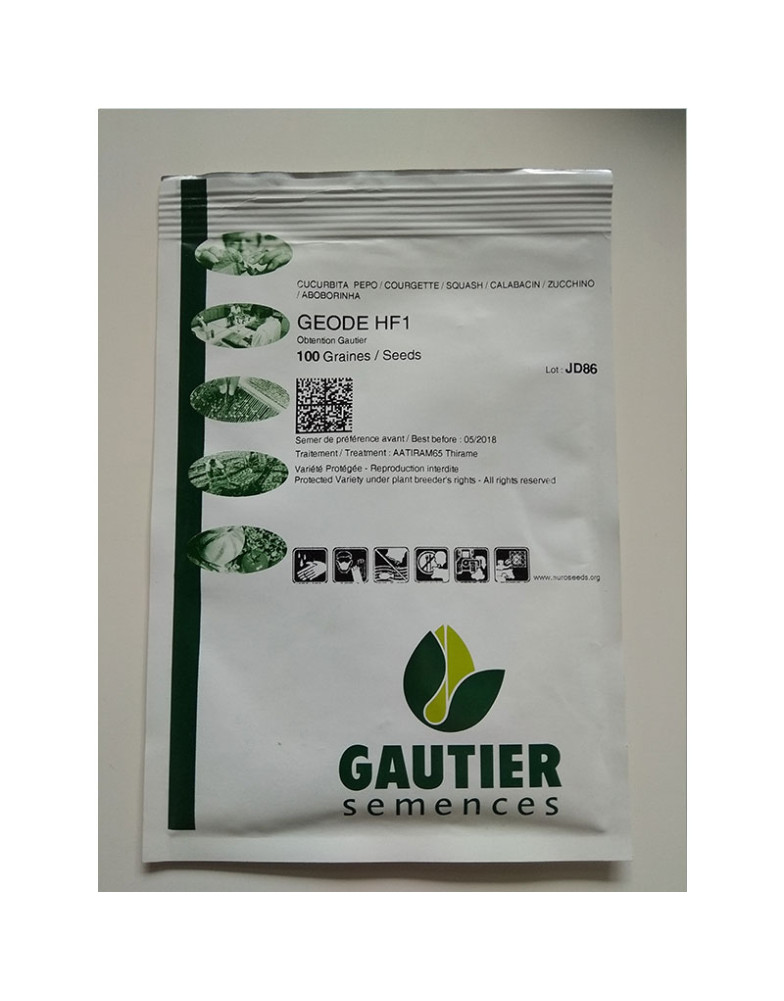 CUCURBITA PEPO / COURGETTE / SQUASH / CALABACIN / ZUCCHINO
/ ABOBORINHA
GEODE HF1
Obtention Gautier
100 Graines / Seeds
Lot : JD86
Semer de préférence avant / Best before : 05/2018
Traitement / Treatment : AATIRAM65 Thirame
Variété Protégée - Reproduction interdite
Protected Variety under plant breeder's rights - All rights reserved
www.euroseeds.org
GAUTIER
semences